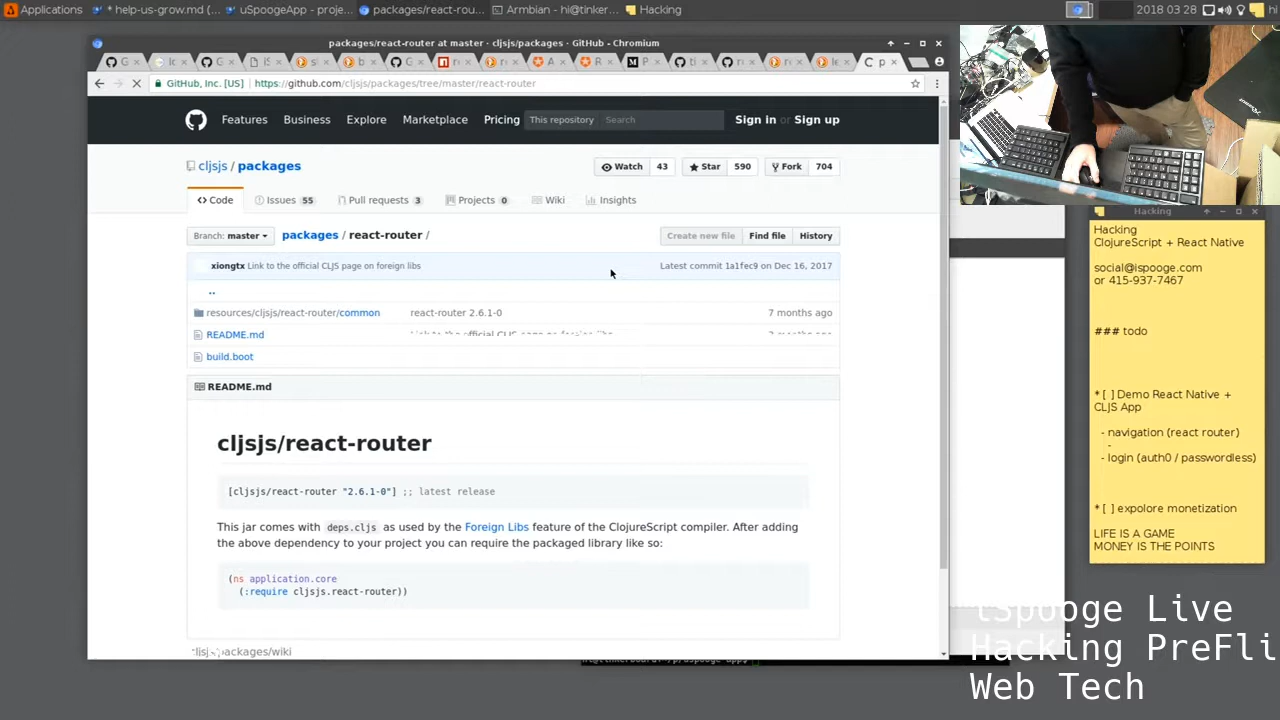 Applications
* help-us-grow.md (...
uSpoogeApp - proje...
packages/react-rou...
Armbian - hi@tinker...
Hacking
2018 03 28
hi
packages/react-router at master · cljsjs/packages · GitHub - Chromium
GitHub, Inc. [US]
https://github.com/cljsjs/packages/tree/master/react-router
Features
Business
Explore
Marketplace
Pricing
This repository
Search
Sign in or Sign up
cljsjs / packages
Watch 43
Star 590
Fork 704
Code
Issues 55
Pull requests 3
Projects 0
Wiki
Insights
Branch: master
packages / react-router /
Create new file
Find file
History
xiongtx Link to the official CLJS page on foreign libs
Latest commit 1a1fec9 on Dec 16, 2017
..
resources/cljsjs/react-router/common
react-router 2.6.1-0
7 months ago
README.md
build.boot
README.md
cljsjs/react-router
[cljsjs/react-router "2.6.1-0"] ;; latest release
This jar comes with deps.cljs as used by the Foreign Libs feature of the ClojureScript compiler. After adding
the above dependency to your project you can require the packaged library like so:
(ns application.core
(:require cljsjs.react-router))
Hacking
Hacking
ClojureScript + React Native
social@ispooge.com
or 415-937-7467
### todo
* [ ] Demo React Native +
CLJS App
- navigation (react router)
-
- login (auth0 / passwordless)
* [ ] expolore monetization
LIFE IS A GAME
MONEY IS THE POINTS
iSpooge Live
Hacking PreFli
Web Tech